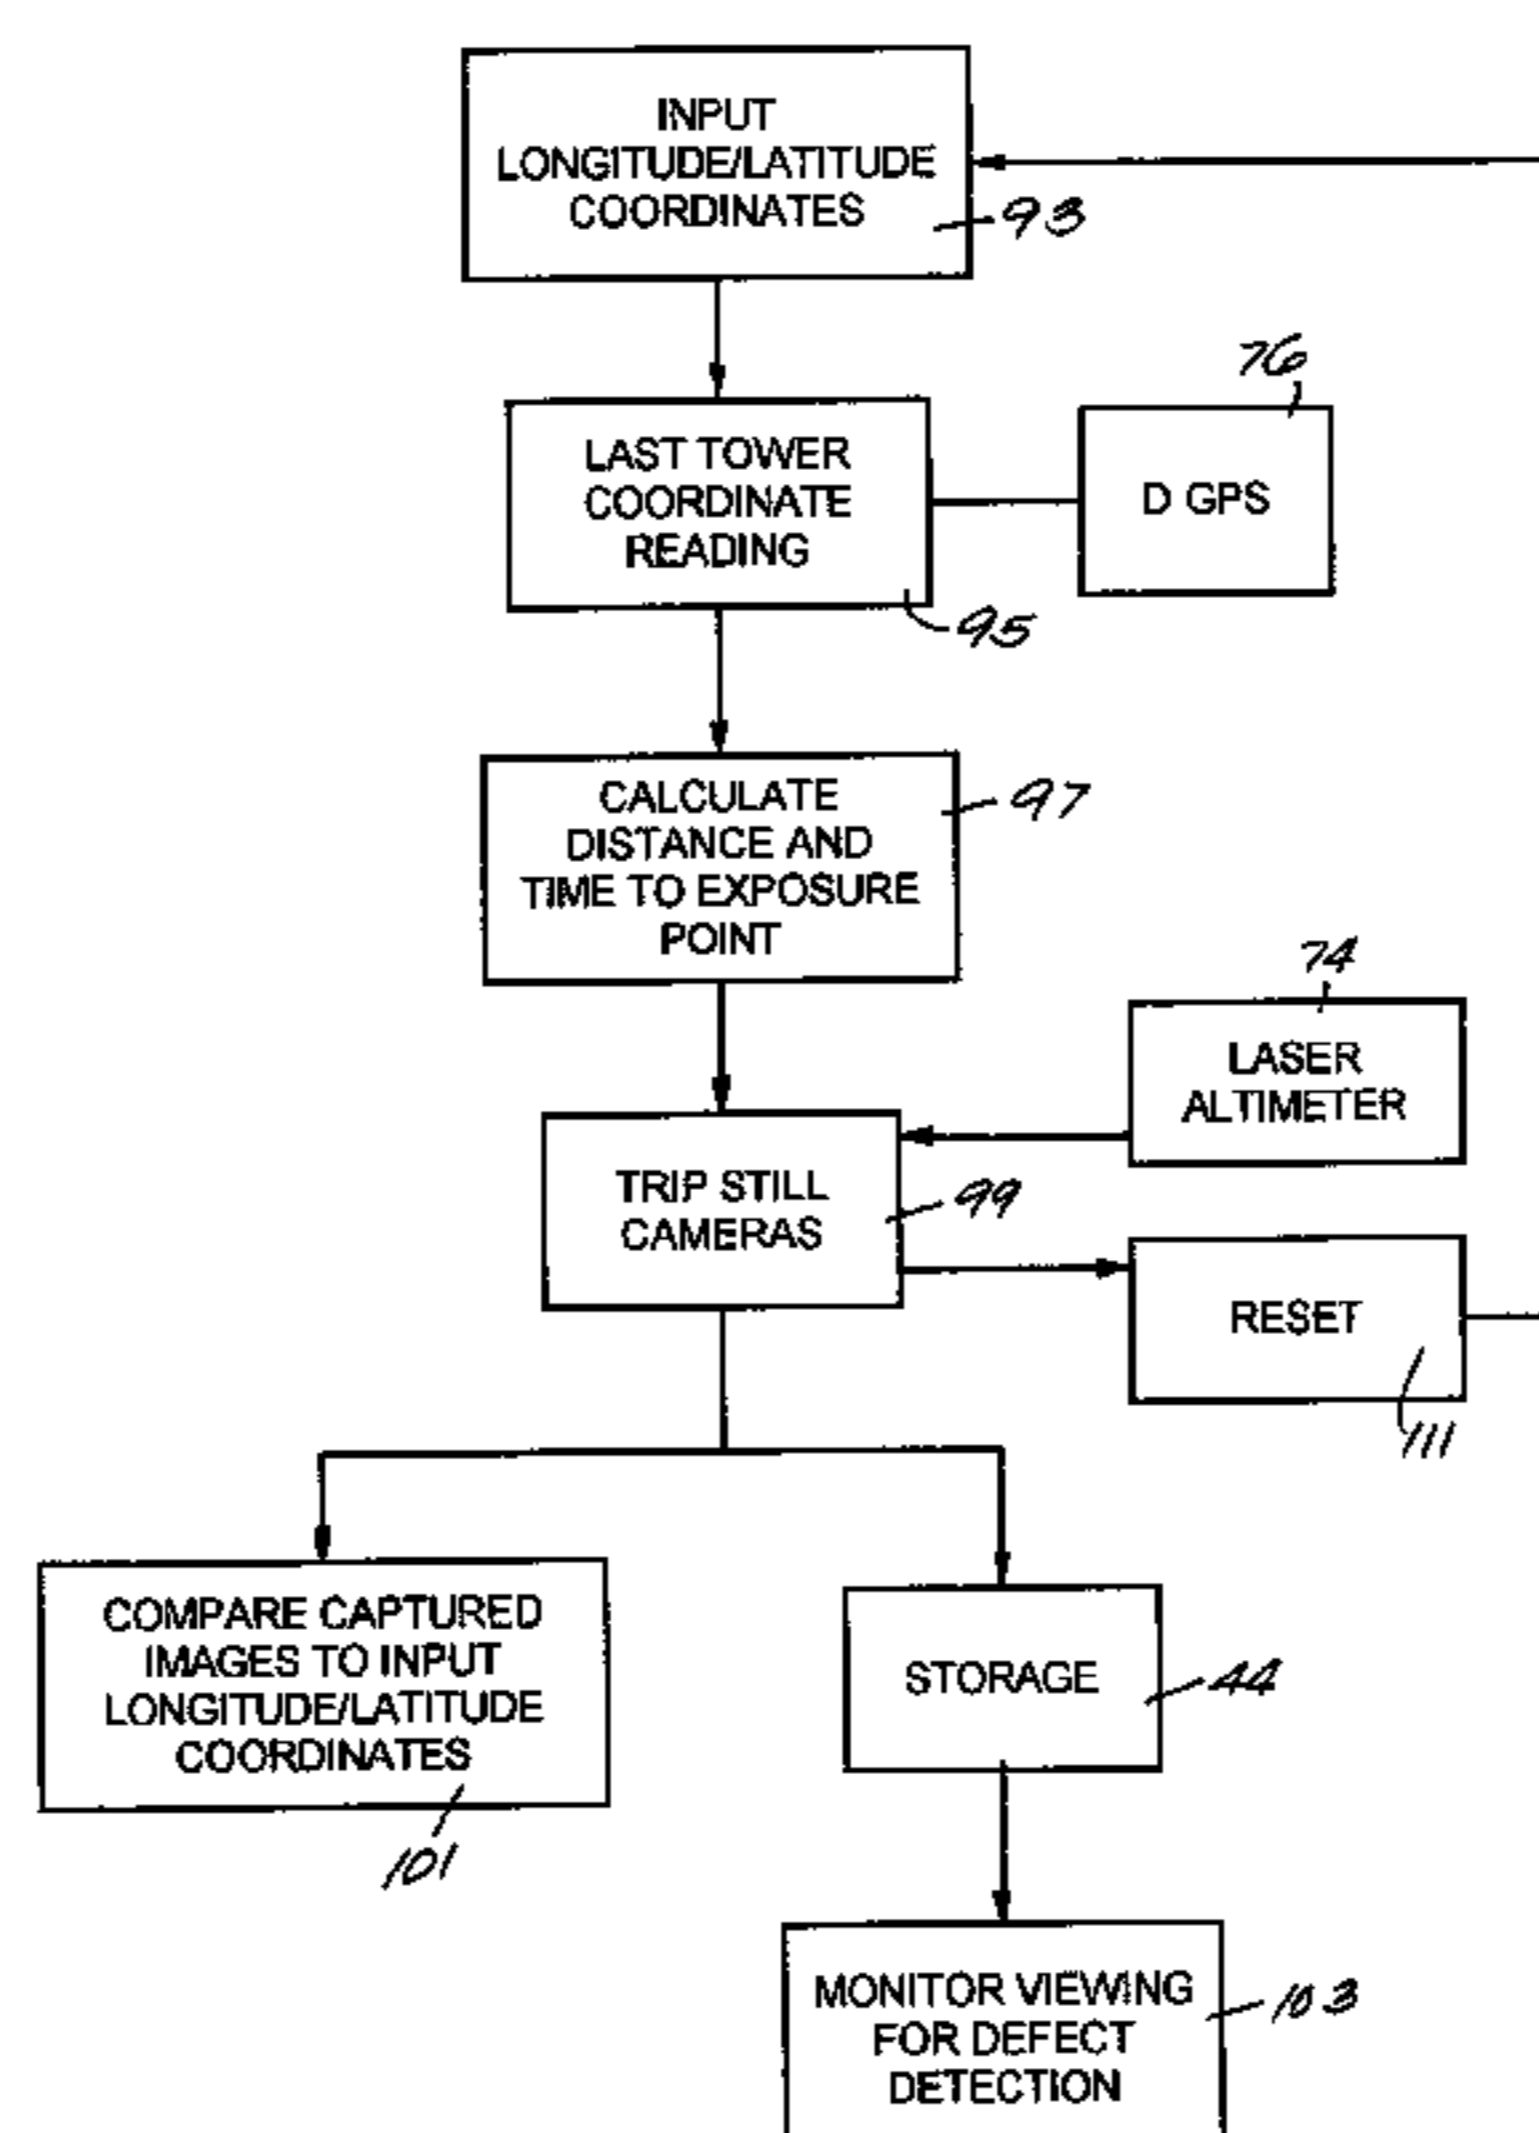 INPUT
LONGITUDE/LATITUDE
COORDINATES
93
76
LAST TOWER
COORDINATE
READING
D GPS
95
CALCULATE
DISTANCE AND
TIME TO EXPOSURE
POINT
97
74
LASER
ALTIMETER
TRIP STILL
CAMERAS
99
RESET
111
COMPARE CAPTURED
IMAGES TO INPUT
LONGITUDE/LATITUDE
COORDINATES
101
STORAGE
44
MONITOR VIEWING
FOR DEFECT
DETECTION
103